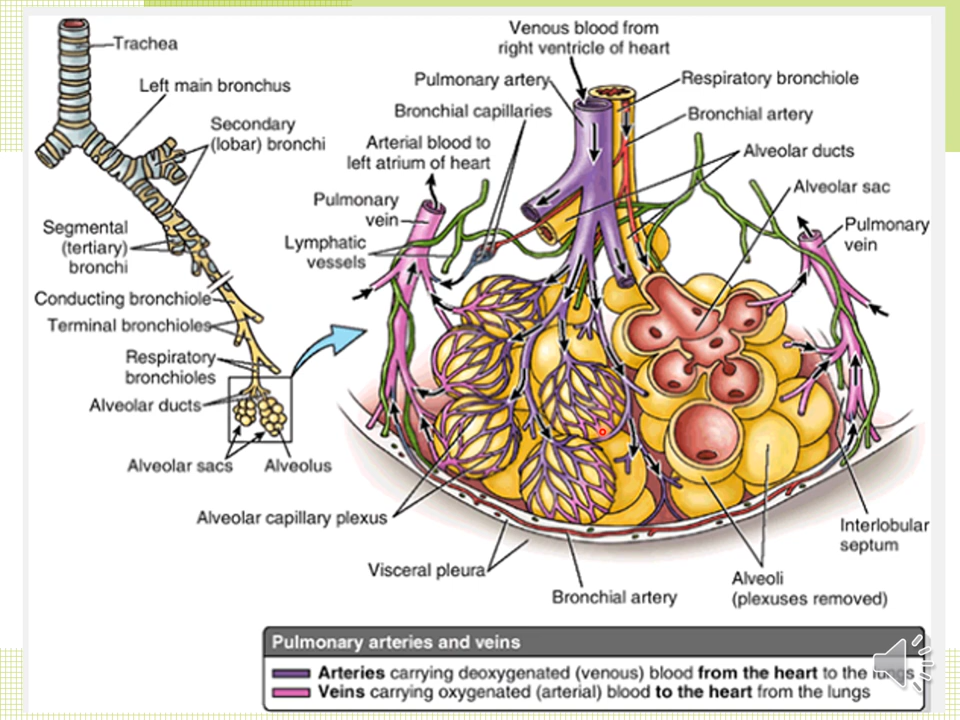 Trachea
Left main bronchus
Secondary
(lobar) bronchi
Segmental
(tertiary)
bronchi
Conducting bronchiole
Terminal bronchioles
Respiratory
bronchioles
Alveolar ducts
Alveolar sacs
Alveolus
Venous blood from
right ventricle of heart
Pulmonary artery
Bronchial capillaries
Arterial blood to
left atrium of heart
Pulmonary
vein
Lymphatic
vessels
Respiratory bronchiole
Bronchial artery
Alveolar ducts
Alveolar sac
Pulmonary
vein
Alveolar capillary plexus
Visceral pleura
Bronchial artery
Alveoli
(plexuses removed)
Interlobular
septum
Pulmonary arteries and veins
Arteries carrying deoxygenated (venous) blood from the heart to the lungs
Veins carrying oxygenated (arterial) blood to the heart from the lungs